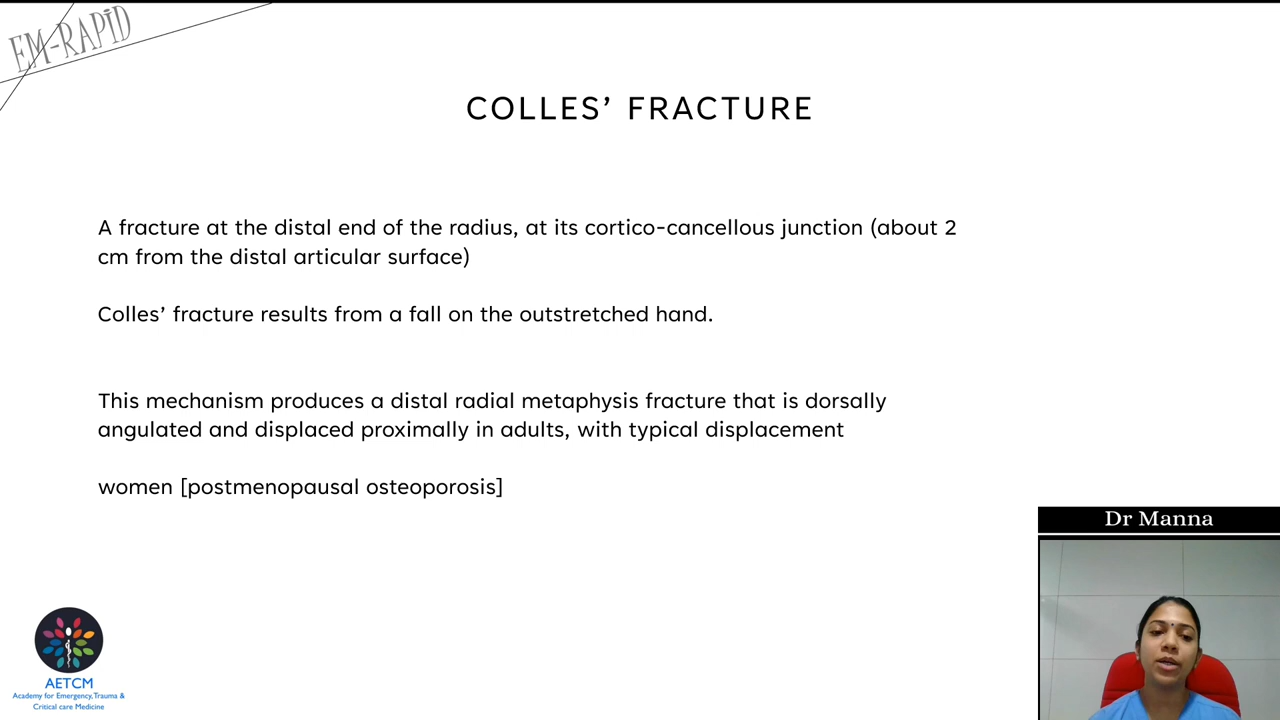 EM-RAPID
COLLES’ FRACTURE
A fracture at the distal end of the radius, at its cortico-cancellous junction (about 2
cm from the distal articular surface)
Colles’ fracture results from a fall on the outstretched hand.
This mechanism produces a distal radial metaphysis fracture that is dorsally
angulated and displaced proximally in adults, with typical displacement
women [postmenopausal osteoporosis]
Dr Manna
AETCM
Academy for Emergency, Trauma &
Critical care Medicine